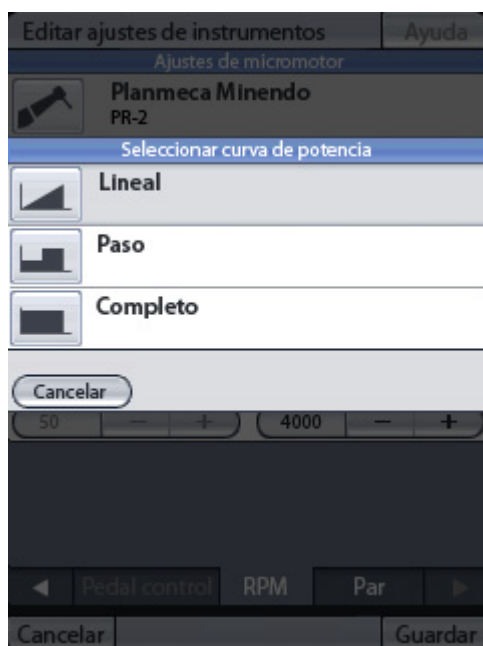 Editar ajustes de instrumentos
Ayuda
Ajustes de micromotor
Planmeca Minendo
PR-2
Seleccionar curva de potencia
Lineal
Paso
Completo
Cancelar
50 − + 4000 − +
Pedal control RPM Par
Cancelar
Guardar